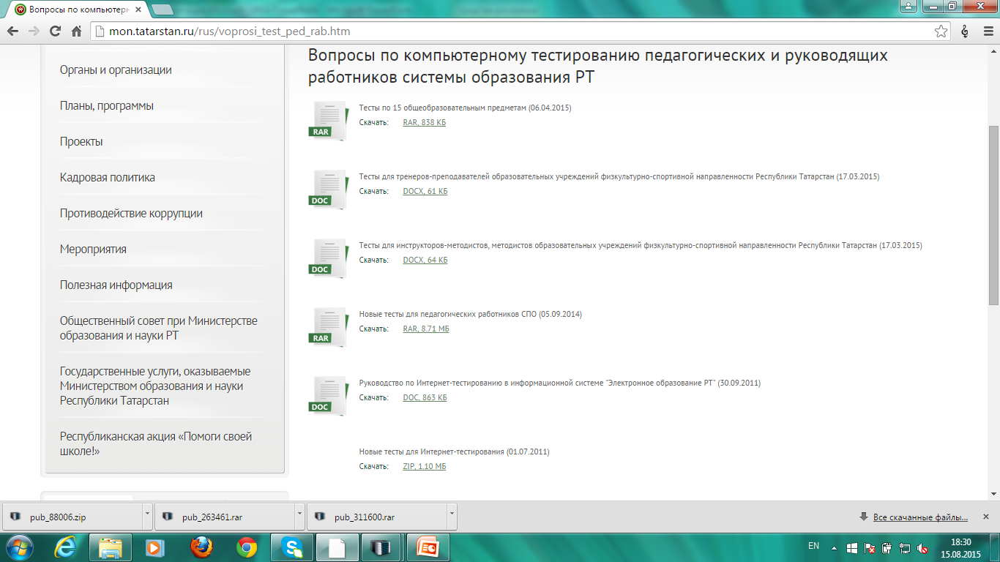 Вопросы по компьютерн
mon.tatarstan.ru/rus/voprosi_test_ped_rab.htm
Органы и организации
Планы, программы
Проекты
Кадровая политика
Противодействие коррупции
Мероприятия
Полезная информация
Общественный совет при Министерстве
образования и науки РТ
Государственные услуги, оказываемые
Министерством образования и науки
Республики Татарстан
Республиканская акция «Помоги своей
школе!»
Вопросы по компьютерному тестированию педагогических и руководящих
работников системы образования РТ
RAR
Тесты по 15 общеобразовательным предметам (06.04.2015)
Скачать: RAR, 838 КБ
DOC
Тесты для тренеров-преподавателей образовательных учреждений физкультурно-спортивной направленности Республики Татарстан (17.03.2015)
Скачать: DOCX, 61 КБ
DOC
Тесты для инструкторов-методистов, методистов образовательных учреждений физкультурно-спортивной направленности Республики Татарстан (17.03.2015)
Скачать: DOCX, 64 КБ
RAR
Новые тесты для педагогических работников СПО (05.09.2014)
Скачать: RAR, 8.71 МБ
DOC
Руководство по Интернет-тестированию в информационной системе "Электронное образование РТ" (30.09.2011)
Скачать: DOC, 863 КБ
Новые тесты для Интернет-тестирования (01.07.2011)
Скачать: ZIP, 1.10 МБ
pub_88006.zip
pub_263461.rar
pub_311600.rar
Все скачанные файлы...
EN
18:30
15.08.2015